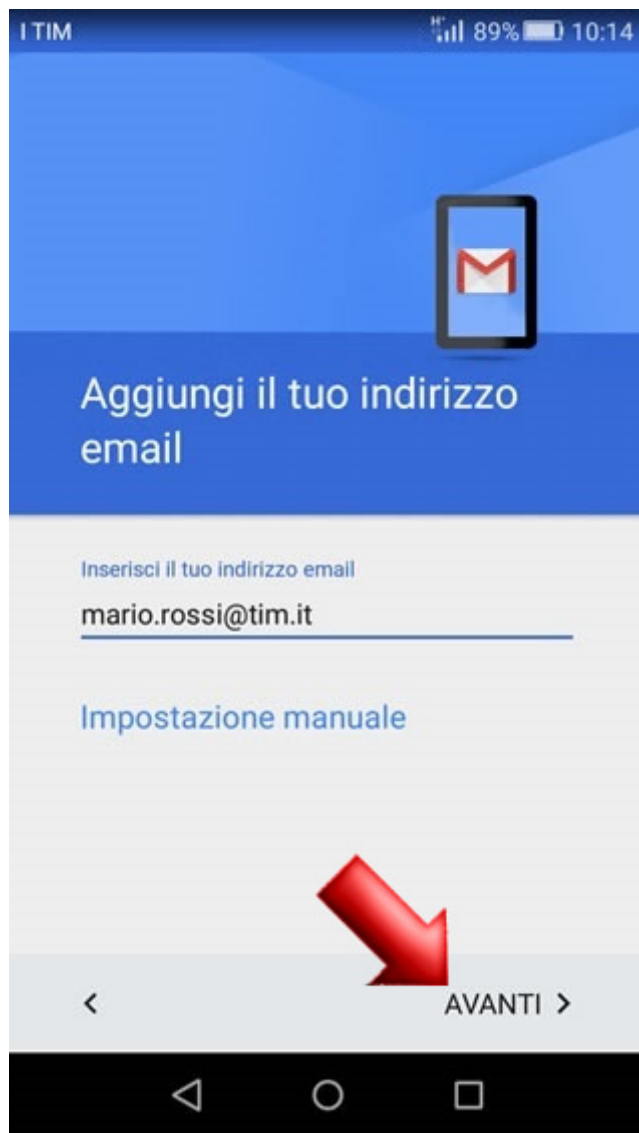 I TIM H+ 89% 10:14
Aggiungi il tuo indirizzo
email
Inserisci il tuo indirizzo email
mario.rossi@tim.it
Impostazione manuale
AVANTI